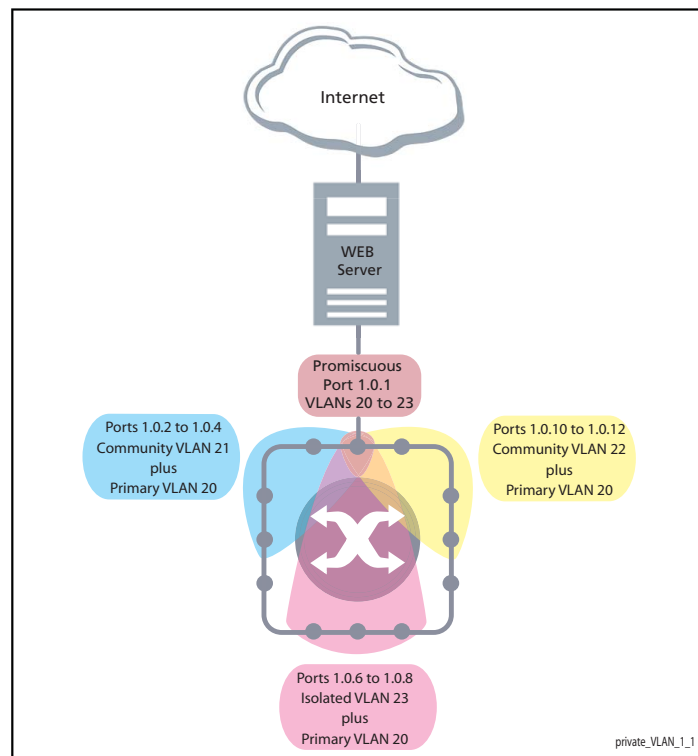 Internet
WEB
Server
Promiscuous
Port 1.0.1
VLANs 20 to 23
Ports 1.0.2 to 1.0.4
Community VLAN 21
plus
Primary VLAN 20
Ports 1.0.10 to 1.0.12
Community VLAN 22
plus
Primary VLAN 20
Ports 1.0.6 to 1.0.8
Isolated VLAN 23
plus
Primary VLAN 20
private_VLAN_1_1